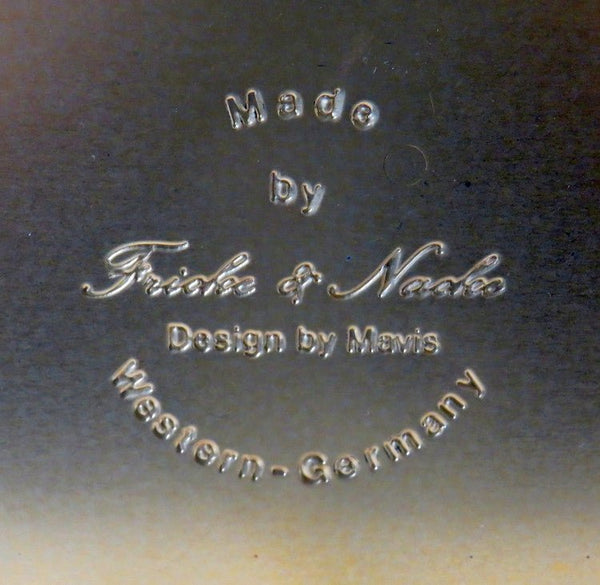 Made
by
Fricke & Nacke
Design by Mavis
Western-Germany